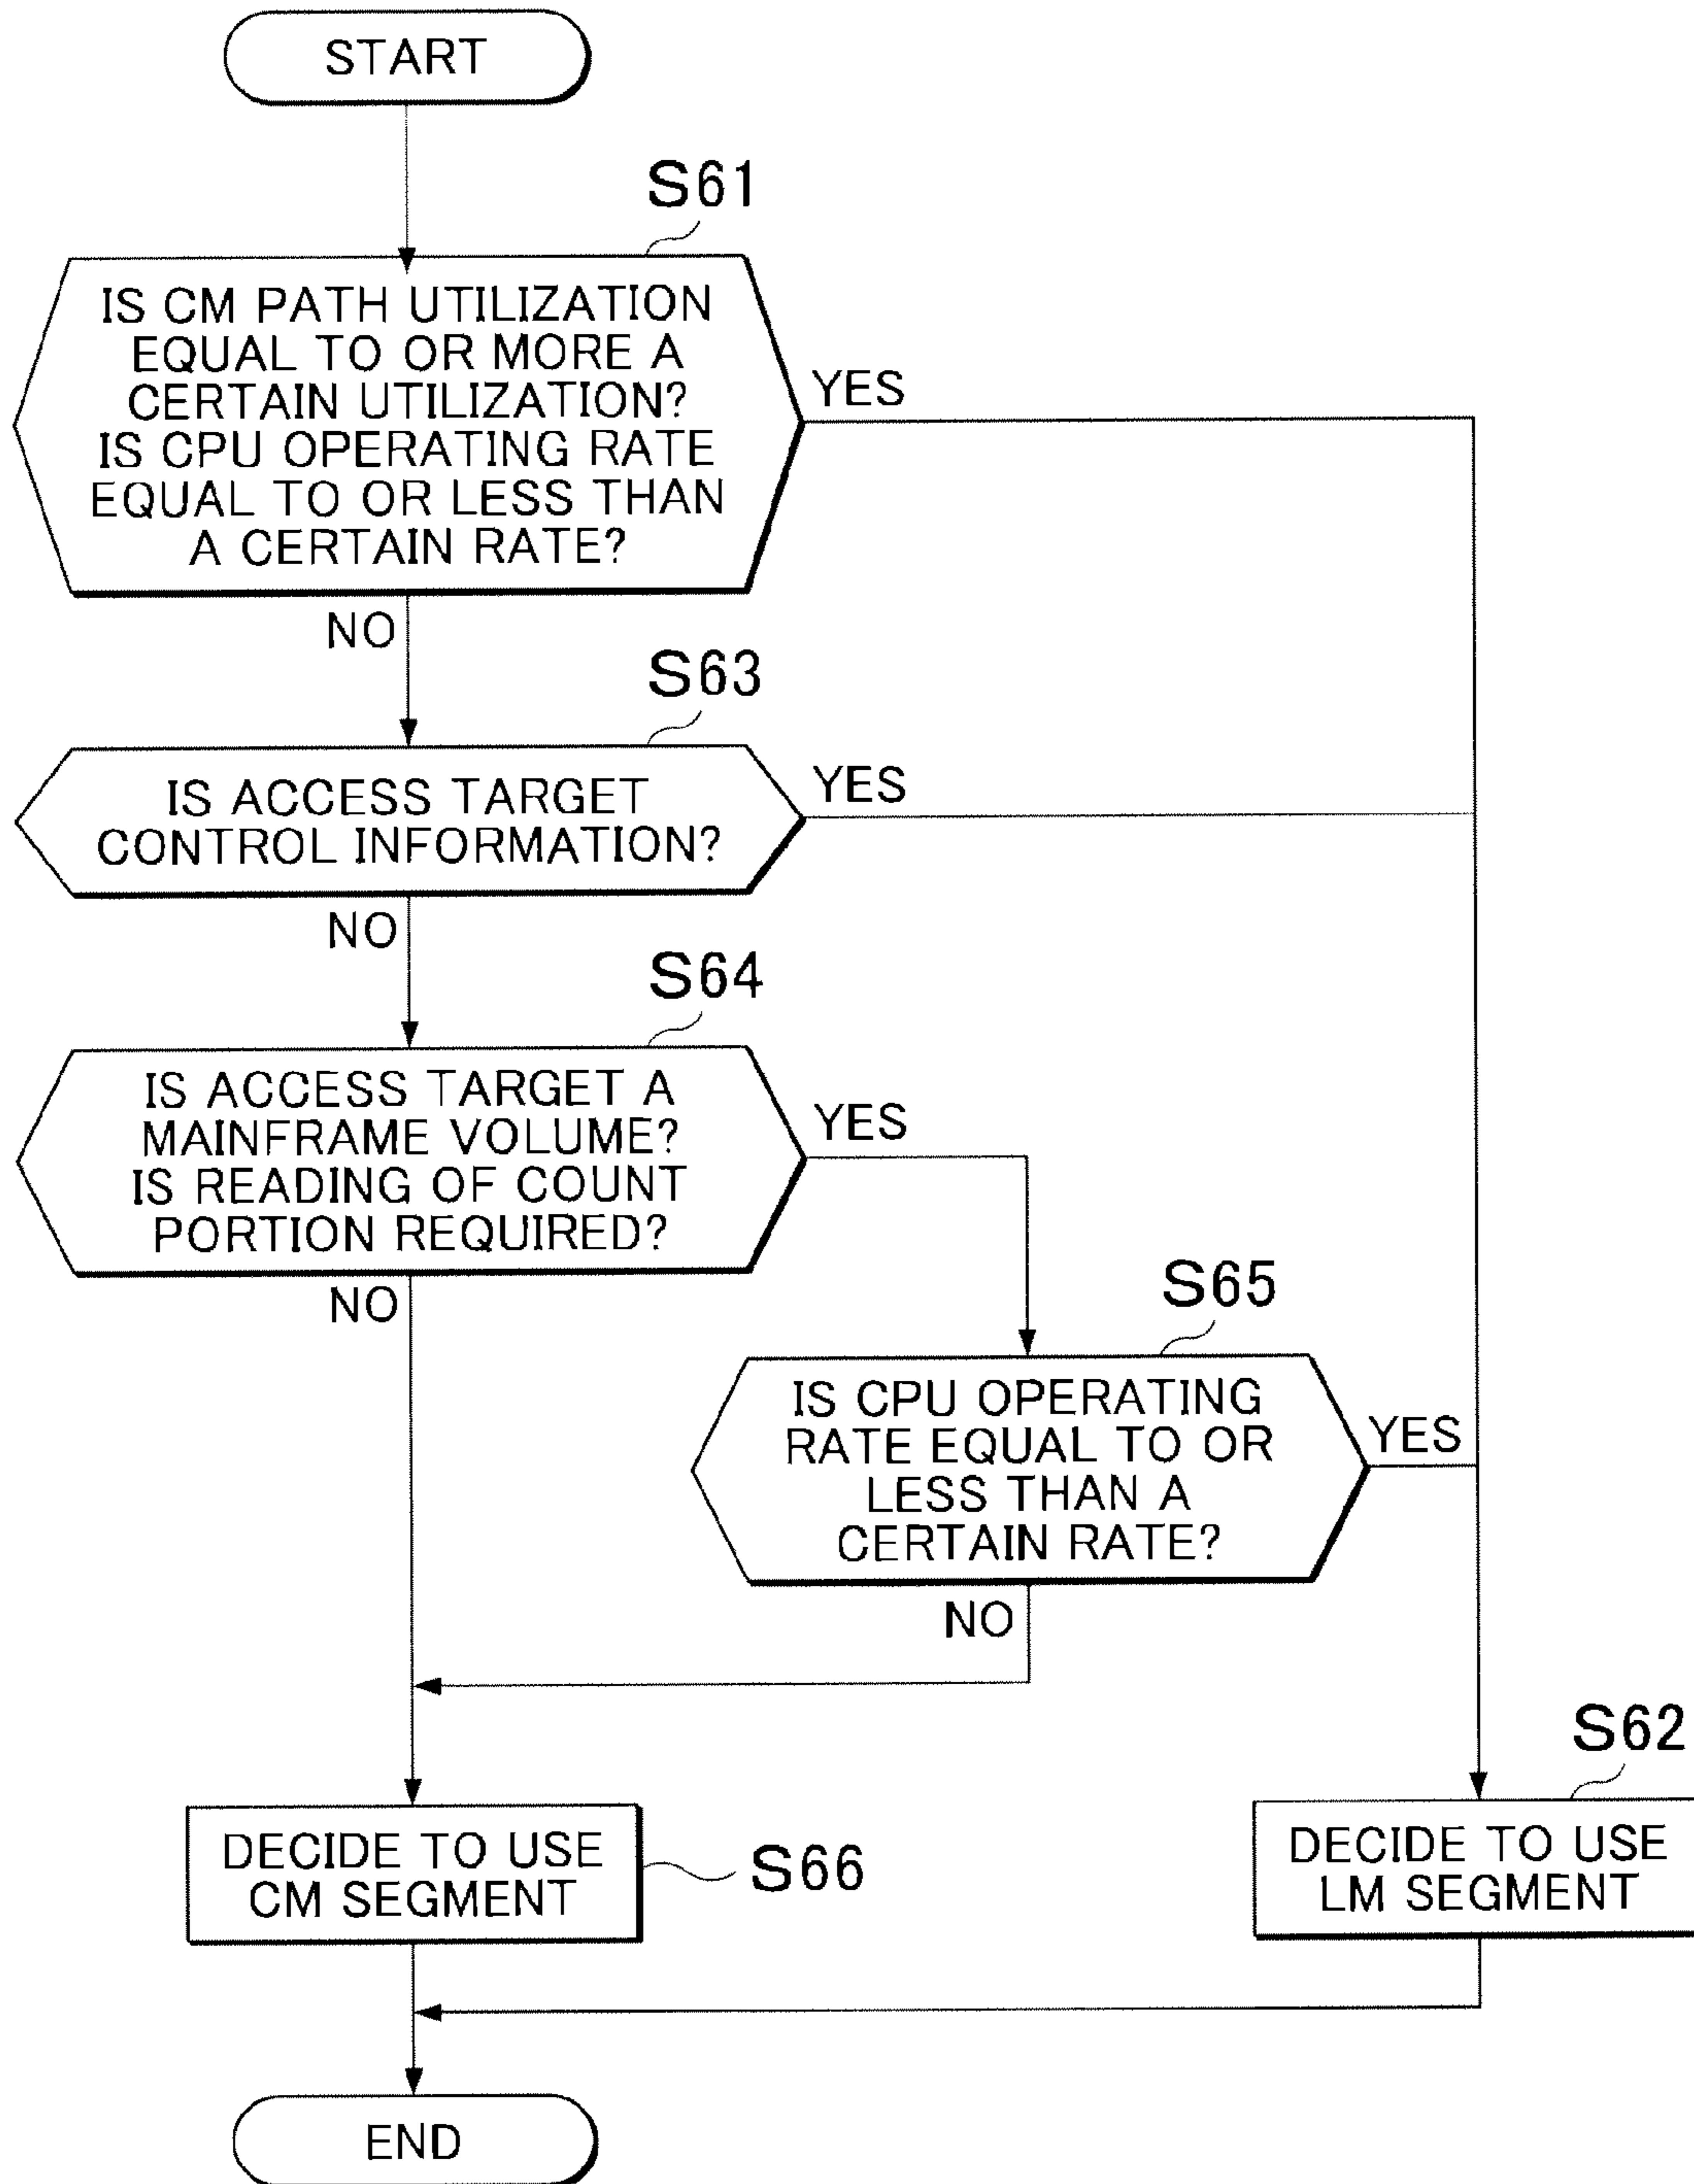 START
S61
IS CM PATH UTILIZATION
EQUAL TO OR MORE A
CERTAIN UTILIZATION?
IS CPU OPERATING RATE
EQUAL TO OR LESS THAN
A CERTAIN RATE?
YES
NO
S63
IS ACCESS TARGET
CONTROL INFORMATION?
YES
NO
S64
IS ACCESS TARGET A
MAINFRAME VOLUME?
IS READING OF COUNT
PORTION REQUIRED?
YES
NO
S65
IS CPU OPERATING
RATE EQUAL TO OR
LESS THAN A
CERTAIN RATE?
YES
NO
S62
DECIDE TO USE
CM SEGMENT
S66
DECIDE TO USE
LM SEGMENT
END